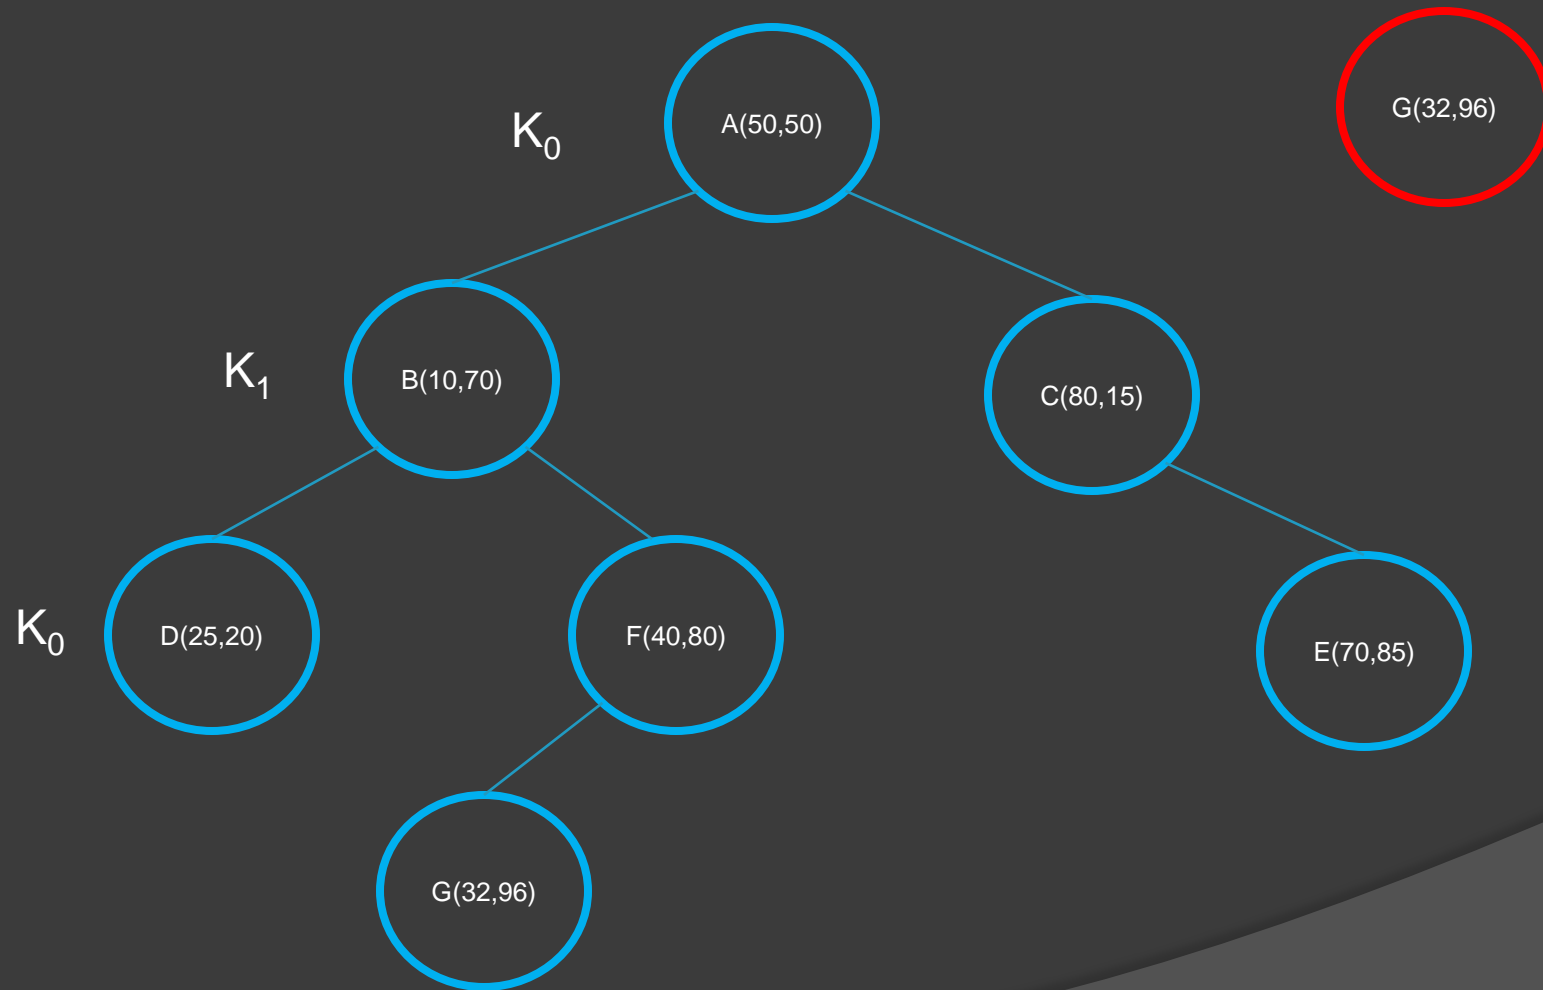 G(32,96)
A(50,50)
K₀
K₁
B(10,70)
C(80,15)
K₀
D(25,20)
F(40,80)
E(70,85)
G(32,96)